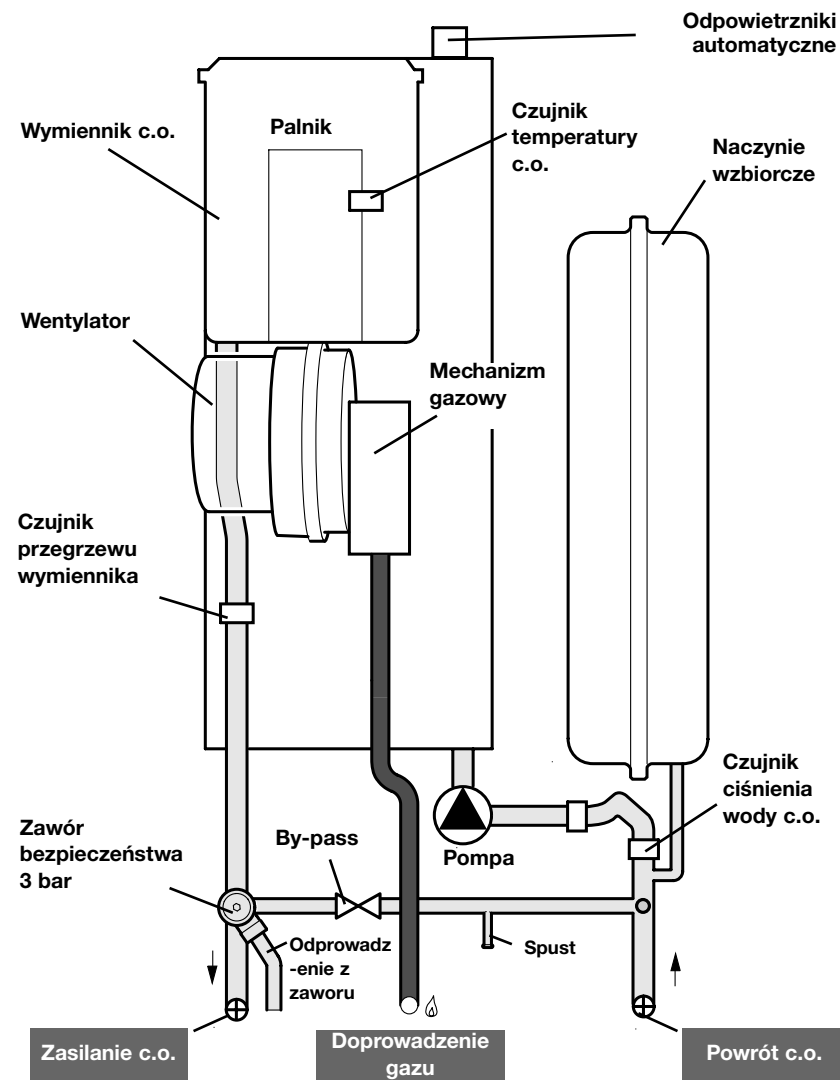 Odpowietrzniki
automatyczne
Wymiennik c.o.
Palnik
Czujnik
temperatury
c.o.
Naczynie
wzbiorcze
Wentylator
Mechanizm
gazowy
Czujnik
przegrzewu
wymiennika
Czujnik
ciśnienia
wody c.o.
Zawór
bezpieczeństwa
3 bar
By-pass
Pompa
Odprowadz
-enie z
zaworu
Spust
Zasilanie c.o.
Doprowadzenie
gazu
Powrót c.o.